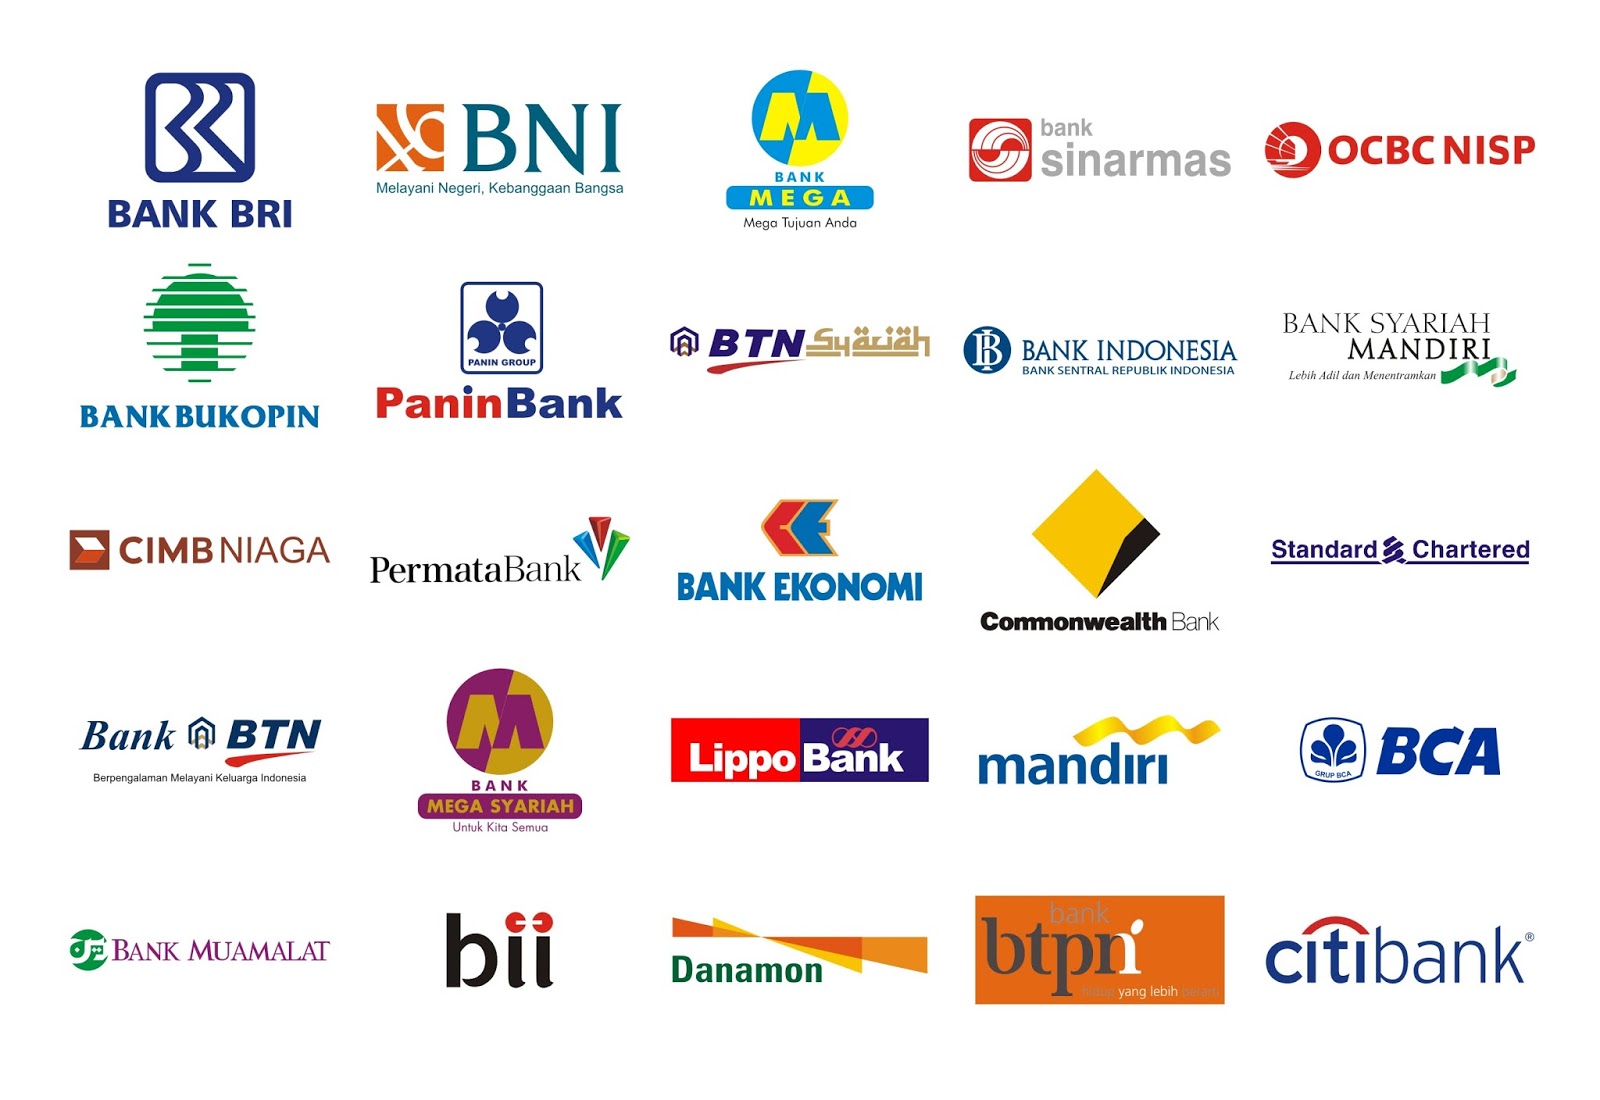 BANK BRI
BNI
Melayani Negeri, Kebanggaan Bangsa
M
BANK
MEGA
Mega Tujuan Anda
bank
sinarmas
OCBC NISP
BANK BUKOPIN
PANIN GROUP
PaninBank
BTN Syariah
BANK INDONESIA
BANK SENTRAL REPUBLIK INDONESIA
BANK SYARIAH
MANDIRI
Lebih Adil dan Menentramkan
CIMB NIAGA
PermataBank
BANK EKONOMI
Commonwealth Bank
Standard Chartered
Bank BTN
Berpengalaman Melayani Keluarga Indonesia
M
BANK
MEGA SYARIAH
Untuk Kita Semua
Lippo Bank
mandiri
GRUP BCA
BCA
BANK MUAMALAT
bii
Danamon
bank
btpn
hidup yang lebih berarti
citibank®